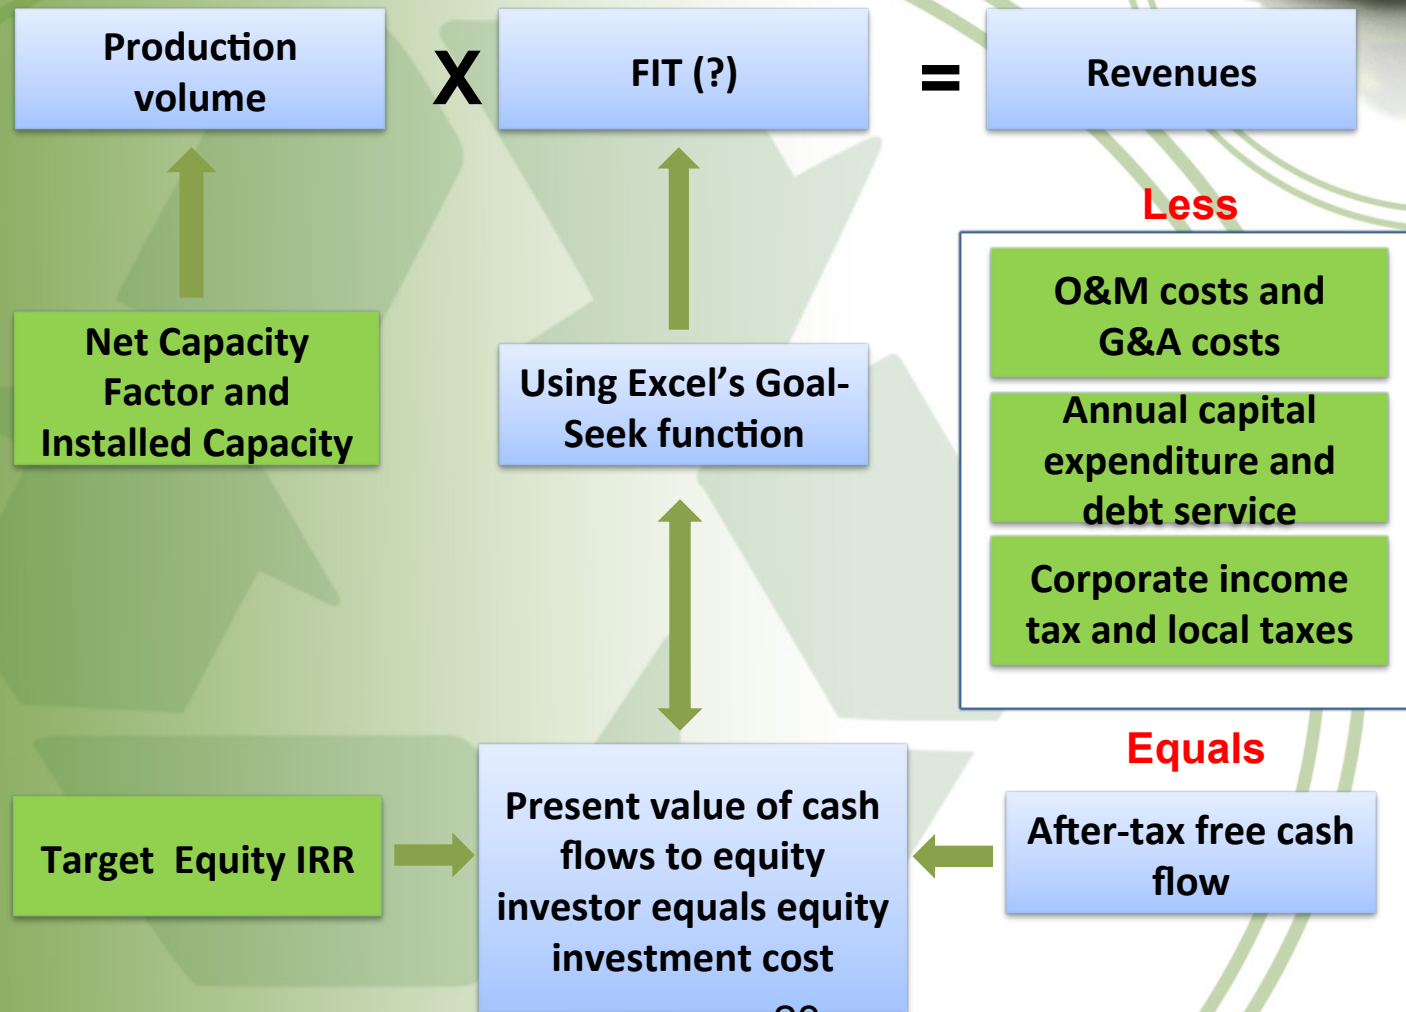 Production
volume
X
FIT (?)
=
Revenues
Less
Net Capacity
Factor and
Installed Capacity
Using Excel’s Goal-
Seek function
O&M costs and
G&A costs
Annual capital
expenditure and
debt service
Corporate income
tax and local taxes
Equals
Target Equity IRR
Present value of cash
flows to equity
investor equals equity
investment cost
After-tax free cash
flow